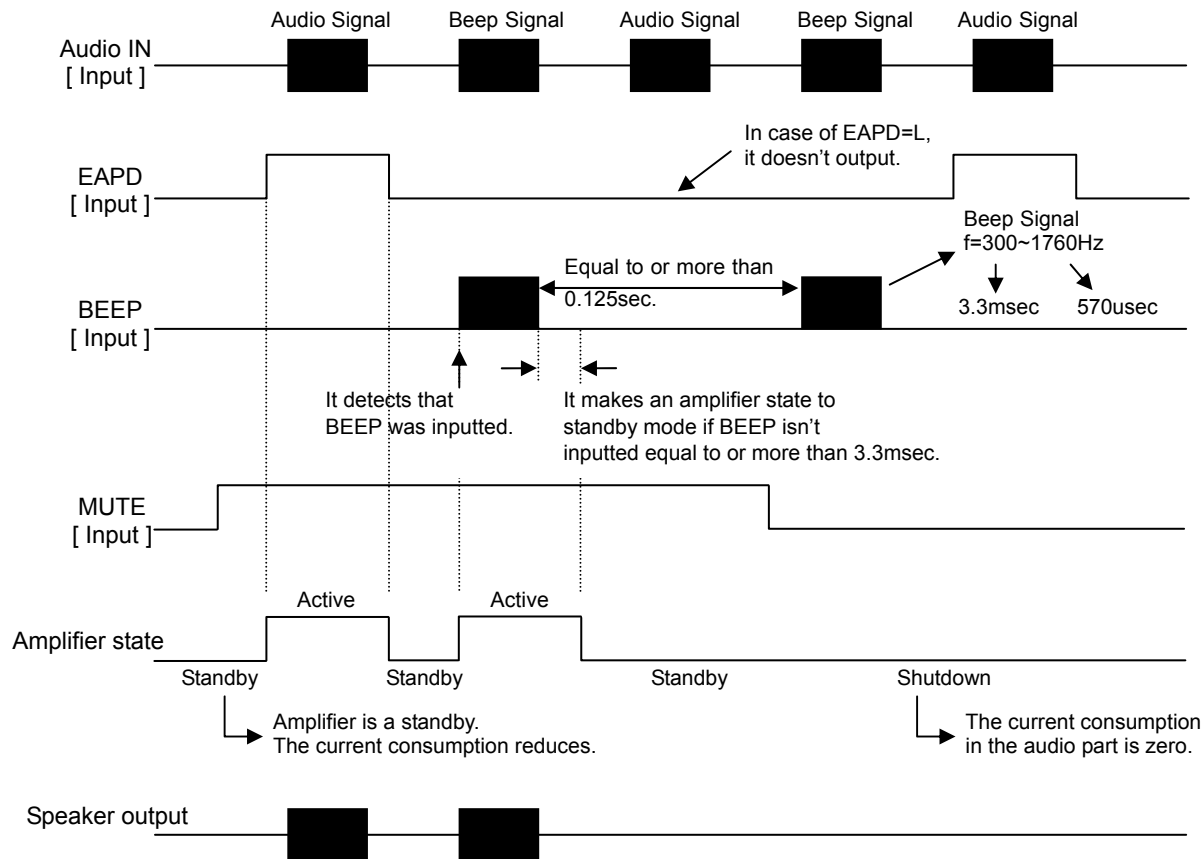 Audio Signal
Beep Signal
Audio Signal
Beep Signal
Audio Signal
Audio IN
[ Input ]
In case of EAPD=L,
it doesn't output.
EAPD
[ Input ]
Beep Signal
f=300~1760Hz
Equal to or more than
0.125sec.
3.3msec
570usec
BEEP
[ Input ]
It detects that
BEEP was inputted.
It makes an amplifier state to
standby mode if BEEP isn't
inputted equal to or more than 3.3msec.
MUTE
[ Input ]
Active
Active
Amplifier state
Standby
Standby
Standby
Shutdown
Amplifier is a standby.
The current consumption reduces.
The current consumption
in the audio part is zero.
Speaker output